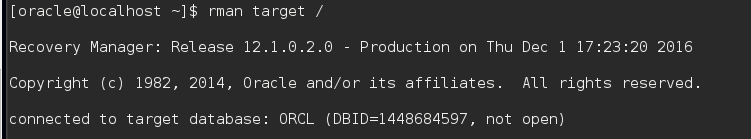 [oracle@localhost ~]$ rman target /
Recovery Manager: Release 12.1.0.2.0 - Production on Thu Dec 1 17:23:20 2016
Copyright (c) 1982, 2014, Oracle and/or its affiliates.  All rights reserved.
connected to target database: ORCL (DBID=1448684597, not open)